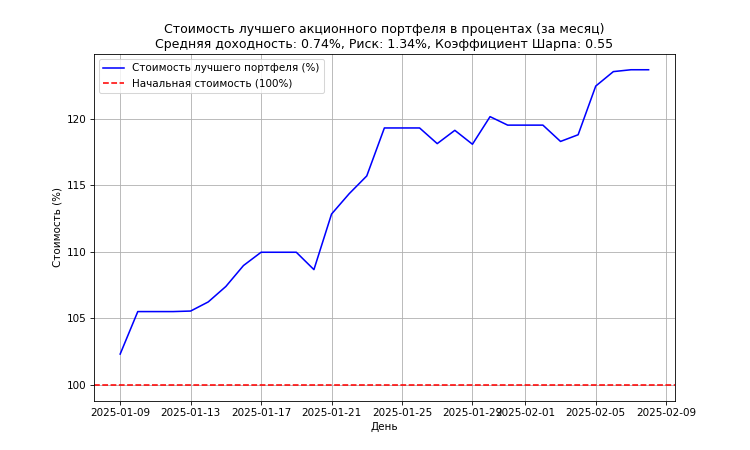 Стоимость лучшего акционного портфеля в процентах (за месяц)
Средняя доходность: 0.74%, Риск: 1.34%, Коэффициент Шарпа: 0.55
Стоимость лучшего портфеля (%)
Начальная стоимость (100%)
Стоимость (%)
120
115
110
105
100
2025-01-09 2025-01-13 2025-01-17 2025-01-21 2025-01-25 2025-01-29 2025-02-01 2025-02-05 2025-02-09
День